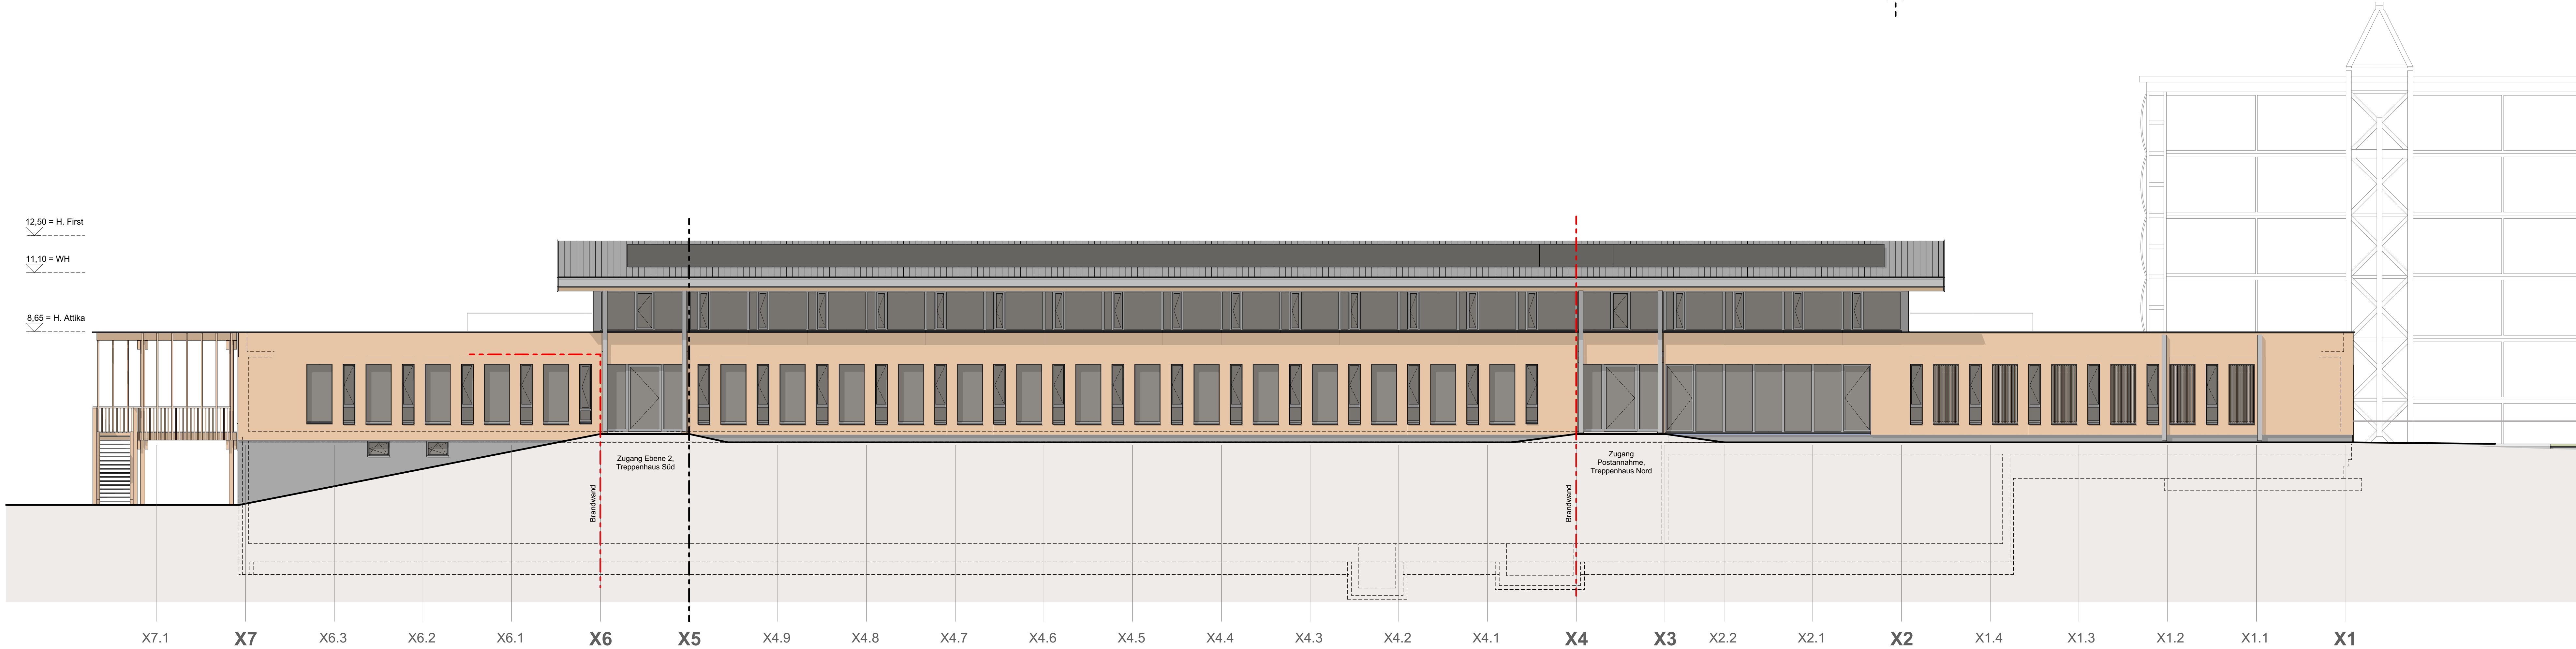 12,50 = H. First
11,10 = WH
8,65 = H. Attika
Zugang Ebene 2,
Treppenhaus Süd
Zugang
Postannahme,
Treppenhaus Nord
Brandwand
Brandwand
X7.1
X7
X6.3
X6.2
X6.1
X6
X5
X4.9
X4.8
X4.7
X4.6
X4.5
X4.4
X4.3
X4.2
X4.1
X4
X3
X2.2
X2.1
X2
X1.4
X1.3
X1.2
X1.1
X1